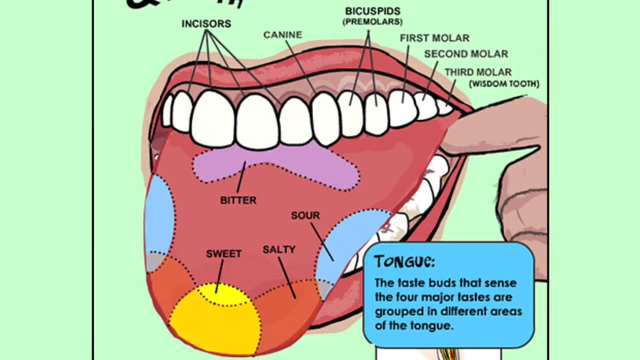 INCISORS
CANINE
BICUSPIDS
(PREMOLARS)
FIRST MOLAR
SECOND MOLAR
THIRD MOLAR
(WISDOM TOOTH)
BITTER
SOUR
SWEET
SALTY
TONGUE:
The taste buds that sense
the four major tastes are
grouped in different areas
of the tongue.